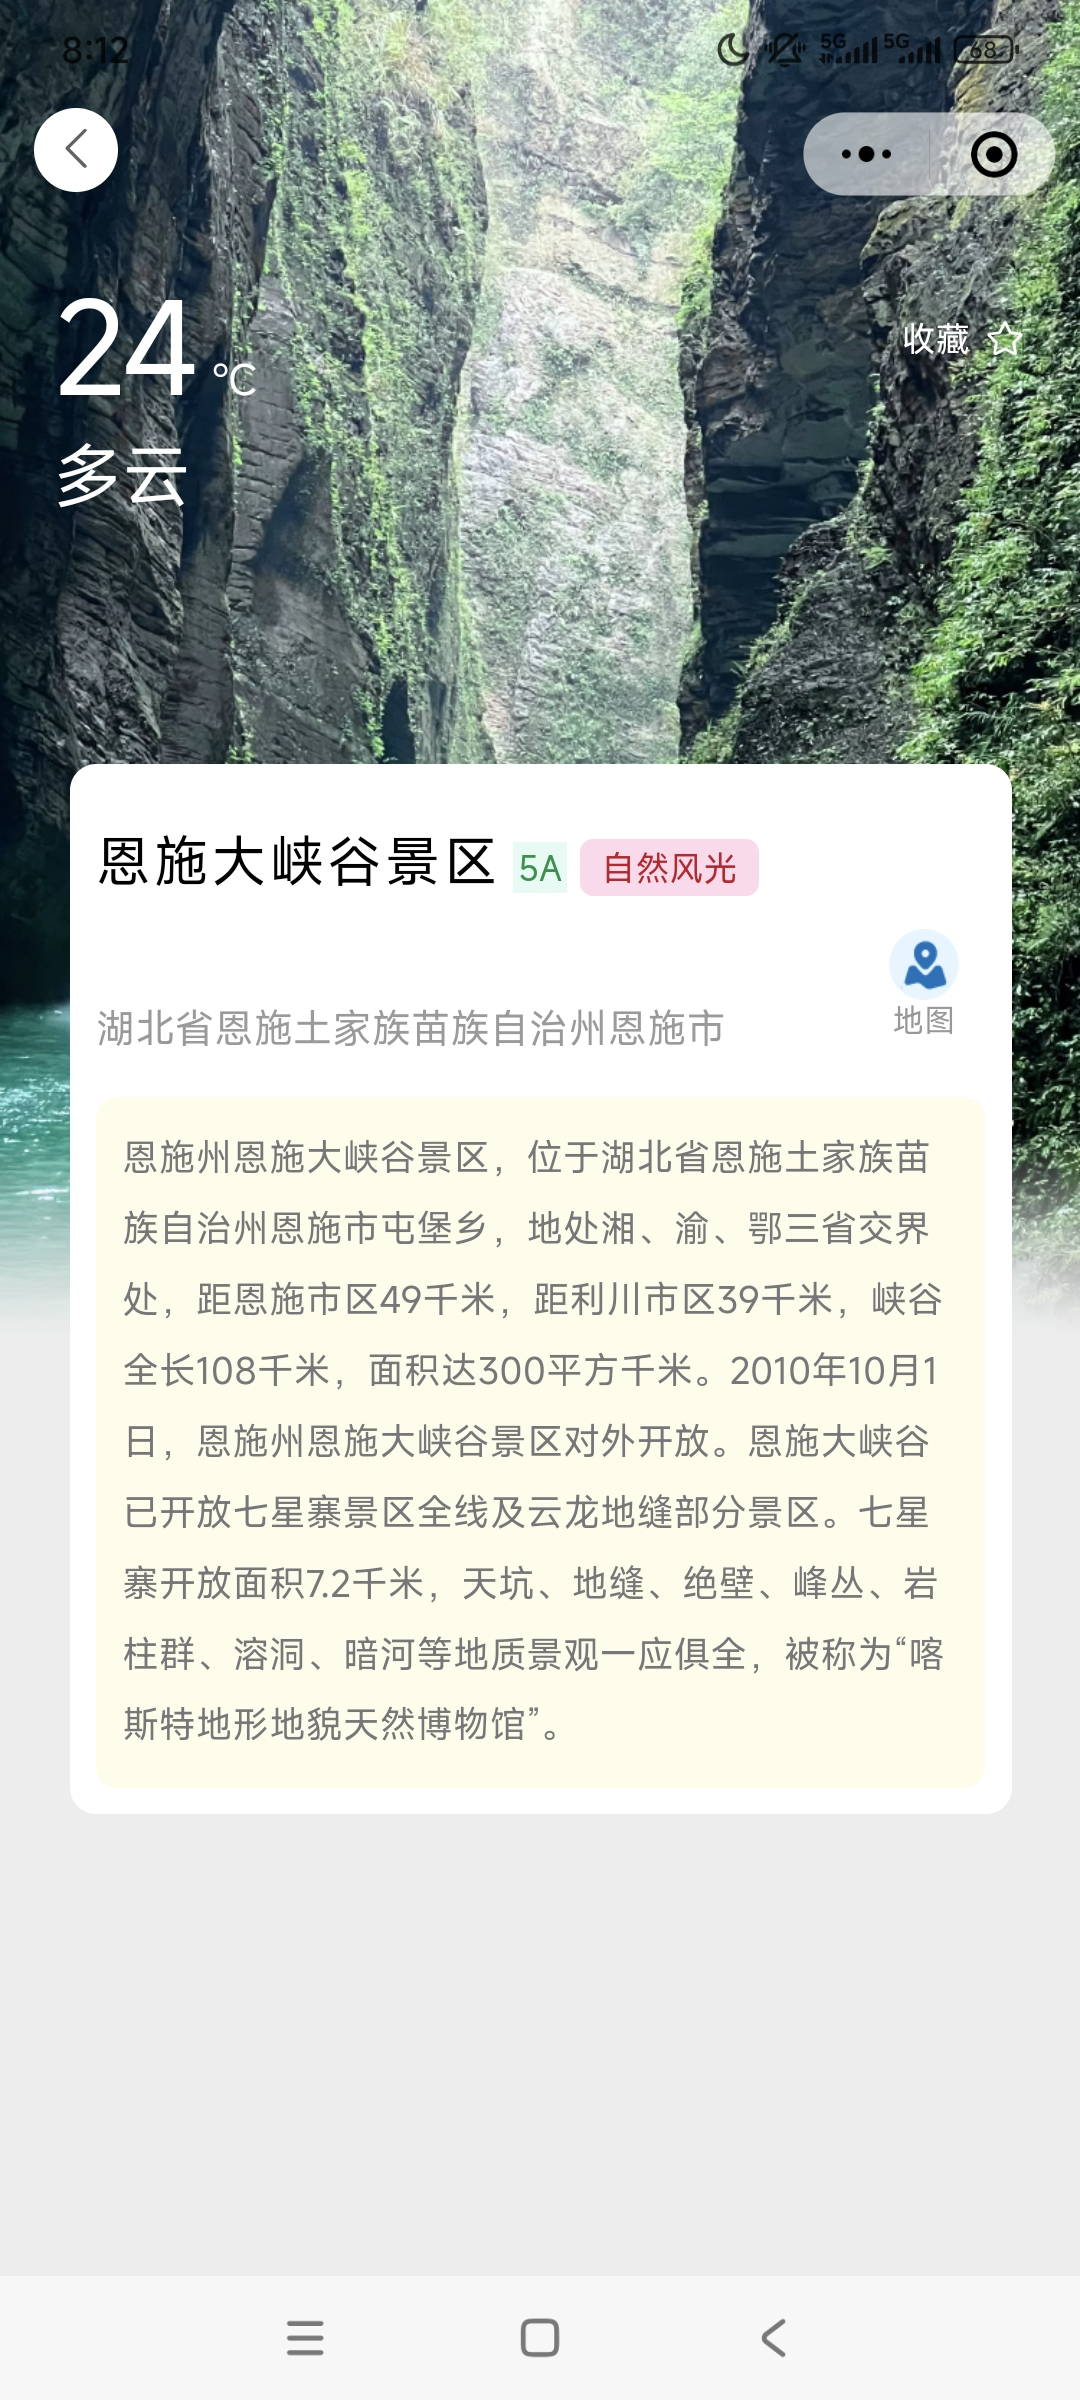 8:12
5G 5G 68
24 ℃
收藏
多云
恩施大峡谷景区 5A 自然风光
湖北省恩施土家族苗族自治州恩施市
地图
恩施州恩施大峡谷景区，位于湖北省恩施土家族苗
族自治州恩施市屯堡乡，地处湘、渝、鄂三省交界
处，距恩施市区49千米，距利川市区39千米，峡谷
全长108千米，面积达300平方千米。2010年10月1
日，恩施州恩施大峡谷景区对外开放。恩施大峡谷
已开放七星寨景区全线及云龙地缝部分景区。七星
寨开放面积7.2千米，天坑、地缝、绝壁、峰丛、岩
柱群、溶洞、暗河等地质景观一应俱全，被称为“喀
斯特地形地貌天然博物馆”。